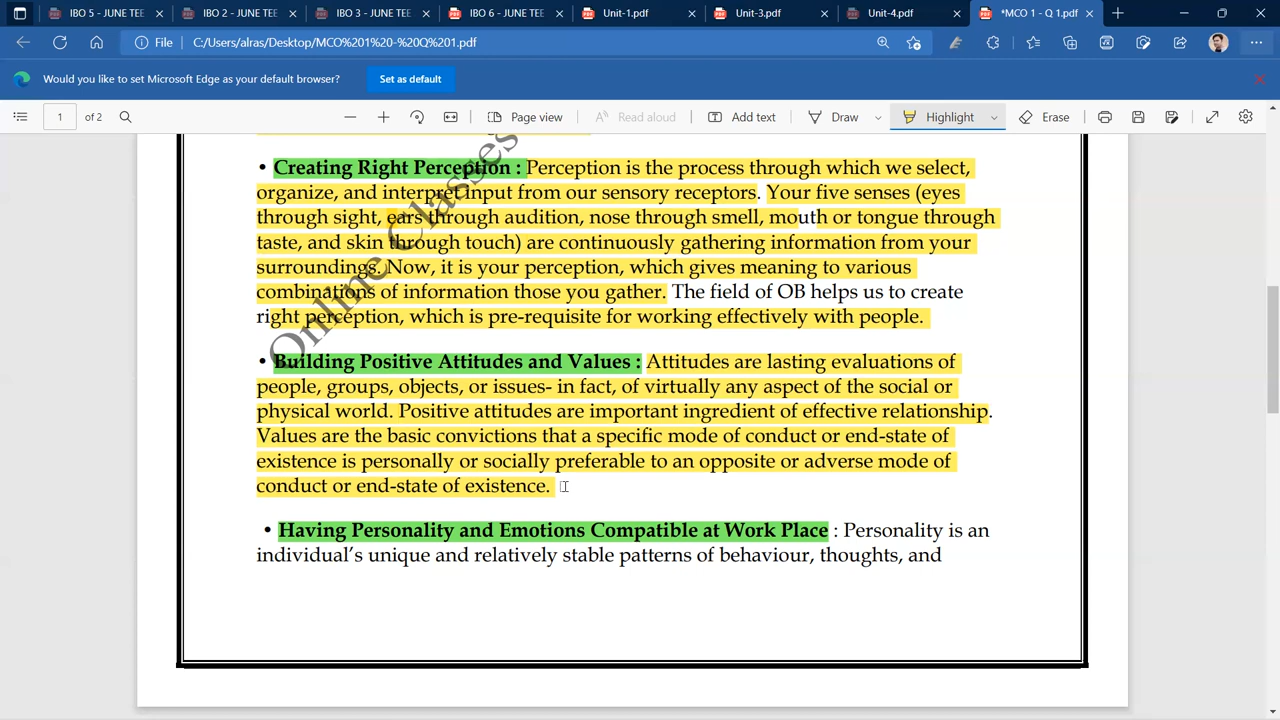 IBO 5 - JUNE TEE
IBO 2 - JUNE TEE
IBO 3 - JUNE TEE
IBO 6 - JUNE TEE
Unit-1.pdf
Unit-3.pdf
Unit-4.pdf
*MCO 1 - Q 1.pdf
File
C:/Users/alras/Desktop/MCO%201%20-%20Q%201.pdf
Would you like to set Microsoft Edge as your default browser?
Set as default
1 of 2
Page view
Read aloud
Add text
Draw
Highlight
Erase
• Creating Right Perception : Perception is the process through which we select,
organize, and interpret input from our sensory receptors. Your five senses (eyes
through sight, ears through audition, nose through smell, mouth or tongue through
taste, and skin through touch) are continuously gathering information from your
surroundings. Now, it is your perception, which gives meaning to various
combinations of information those you gather. The field of OB helps us to create
right perception, which is pre-requisite for working effectively with people.
• Building Positive Attitudes and Values : Attitudes are lasting evaluations of
people, groups, objects, or issues- in fact, of virtually any aspect of the social or
physical world. Positive attitudes are important ingredient of effective relationship.
Values are the basic convictions that a specific mode of conduct or end-state of
existence is personally or socially preferable to an opposite or adverse mode of
conduct or end-state of existence.
• Having Personality and Emotions Compatible at Work Place : Personality is an
individual's unique and relatively stable patterns of behaviour, thoughts, and
Online Classes